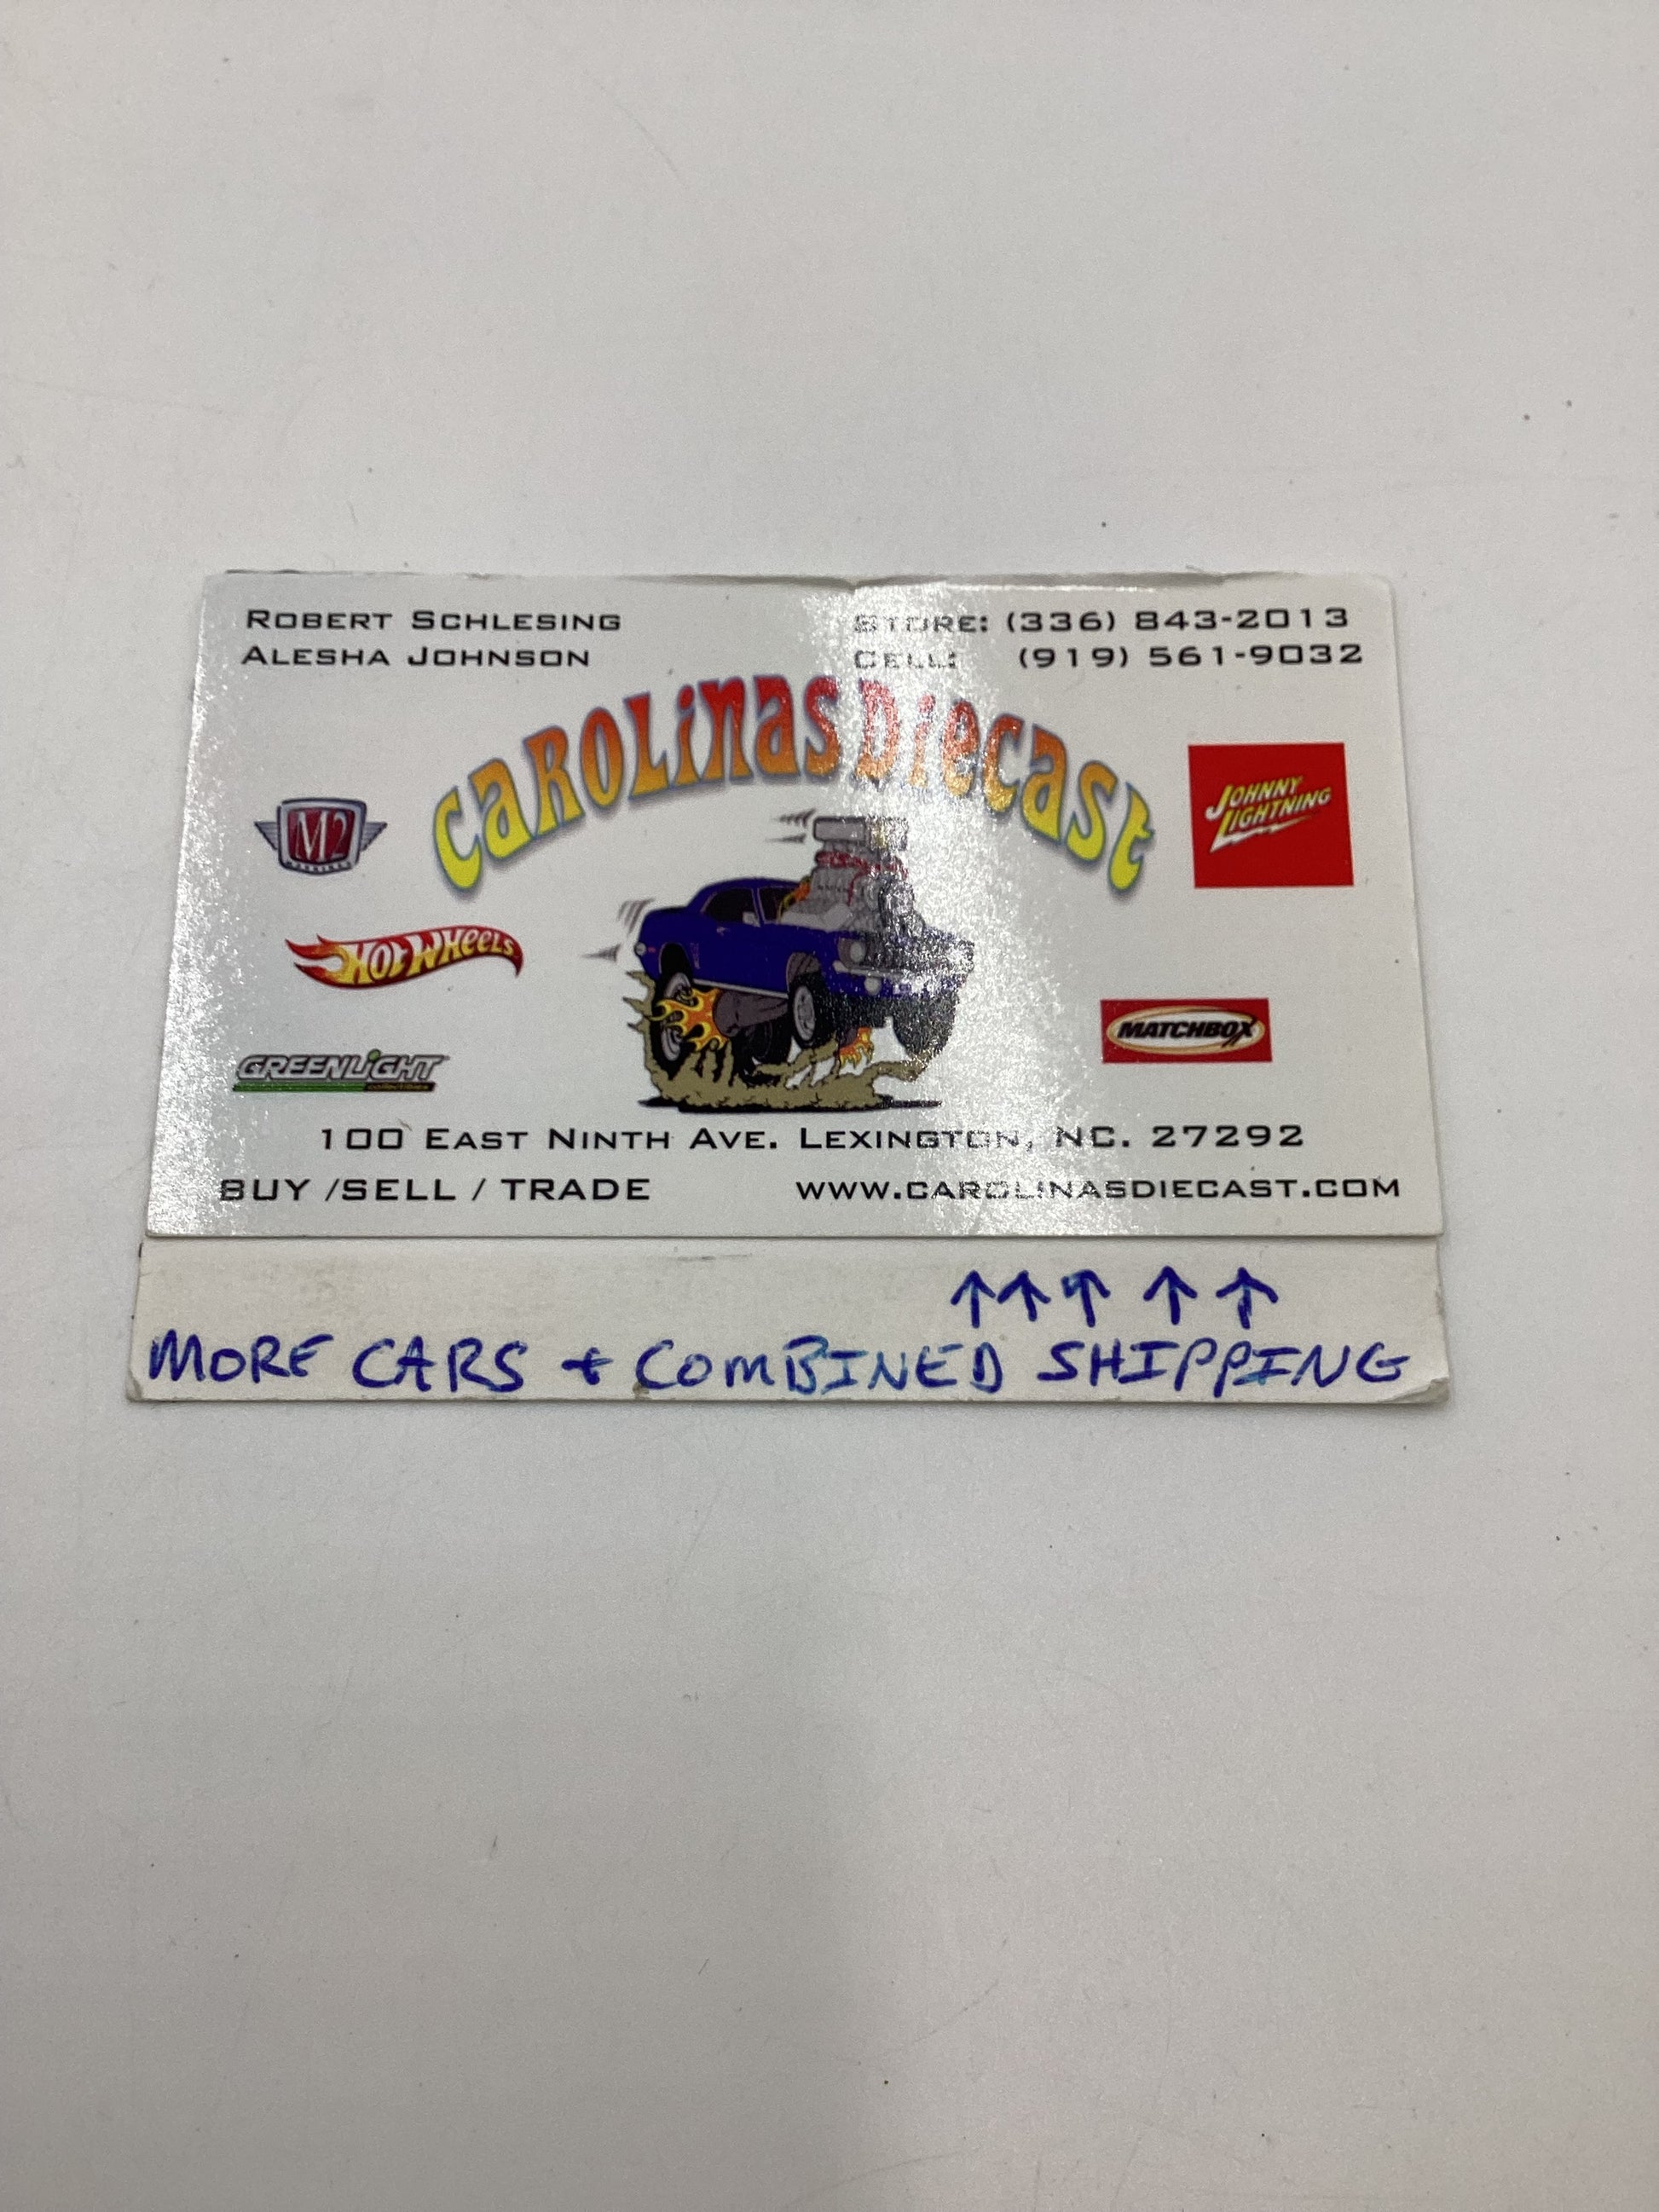 ROBERT SCHLESING
ALESHA JOHNSON
STORE: (336) 843-2013
CELL: (919) 561-9032
CAROLINAS DIECAST
M2
MACHINES
JOHNNY
LIGHTNING
HOT WHEELS
MATCHBOX
GREENLIGHT
collectibles
100 EAST NINTH AVE. LEXINGTON, NC. 27292
BUY /SELL / TRADE
WWW.CAROLINASDIECAST.COM
↑ ↑ ↑ ↑ ↑
MORE CARS + COMBINED SHIPPING